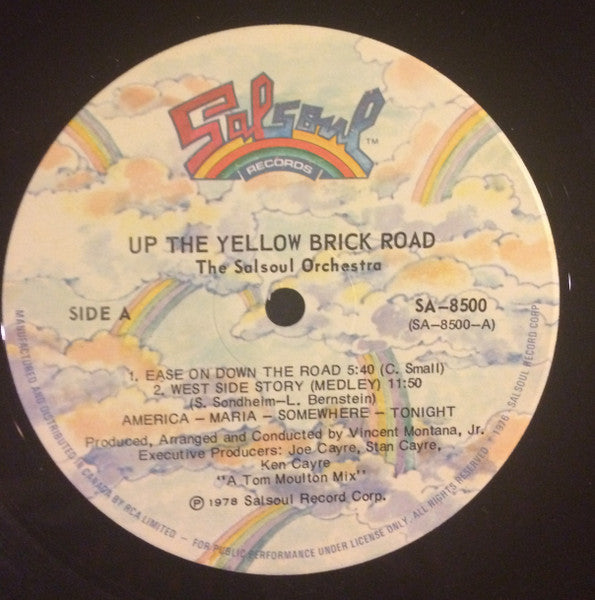 Salsoul ™
RECORDS
UP THE YELLOW BRICK ROAD
The Salsoul Orchestra
SIDE A
SA–8500
(SA–8500–A)
1. EASE ON DOWN THE ROAD 5:40 (C. Small)
2. WEST SIDE STORY (MEDLEY) 11:50
(S. Sondheim–L. Bernstein)
AMERICA – MARIA – SOMEWHERE – TONIGHT
Produced, Arranged and Conducted by Vincent Montana, Jr.
Executive Producers: Joe Cayre, Stan Cayre,
Ken Cayre
"A Tom Moulton Mix"
℗ 1978 Salsoul Record Corp.
MANUFACTURED AND DISTRIBUTED IN CANADA BY RCA LIMITED – FOR PUBLIC PERFORMANCE UNDER LICENSE ONLY. ALL RIGHTS RESERVED * 1976 - SALSOUL RECORD CORP.